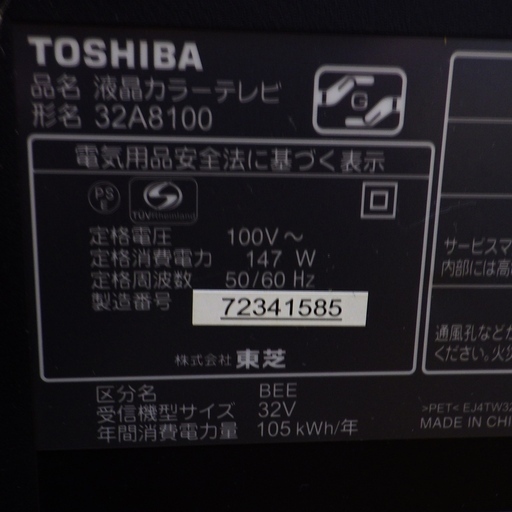 TOSHIBA
品名 液晶カラーテレビ
形名 32A8100
G
電気用品安全法に基づく表示
PS
E
TÜVRheinland
定格電圧 100V～
定格消費電力 147 W
定格周波数 50/60 Hz
製造番号 72341585
株式会社 東芝
区分名 BEE
受信機型サイズ 32V
年間消費電力量 105 kWh/年
サービスマ
内部には高
通風孔など
ください。火
>PET< EJ4TW32
MADE IN CHI